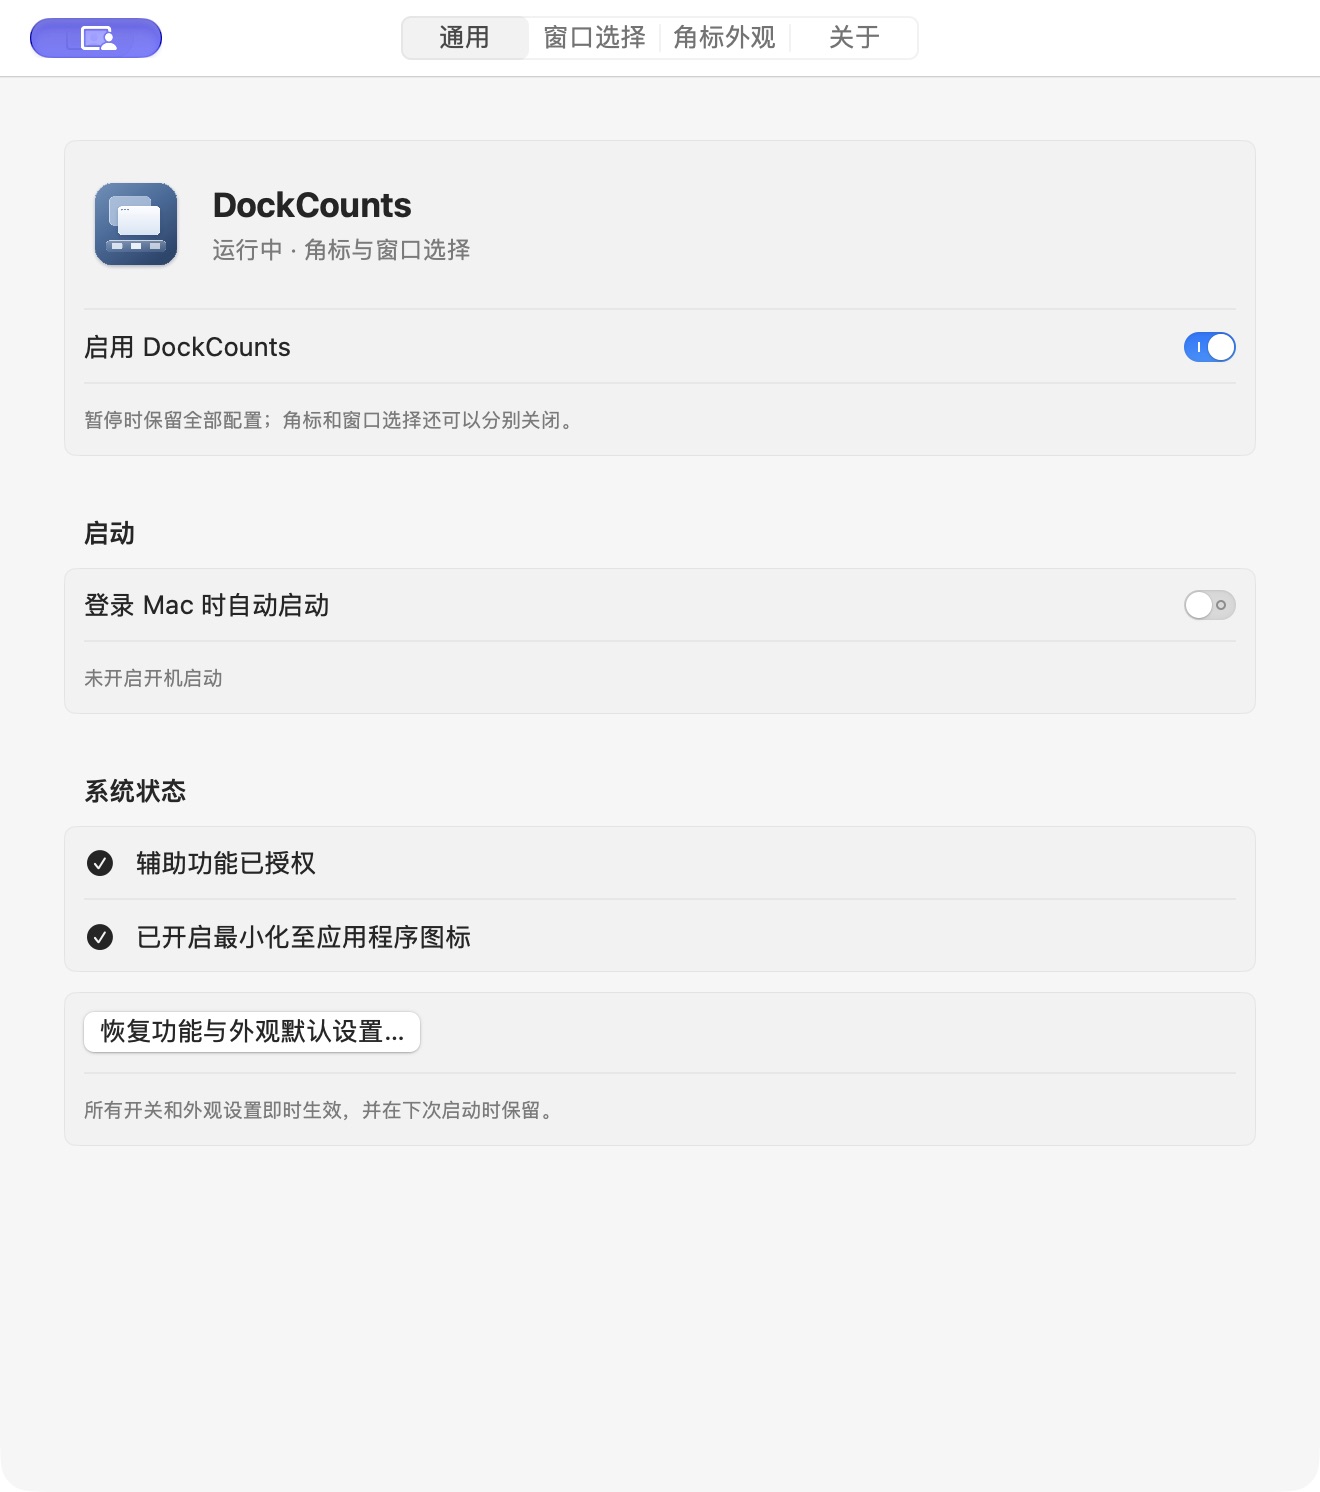 通用
窗口选择
角标外观
关于
DockCounts
运行中 · 角标与窗口选择
启用 DockCounts
暂停时保留全部配置；角标和窗口选择还可以分别关闭。
启动
登录 Mac 时自动启动
未开启开机启动
系统状态
辅助功能已授权
已开启最小化至应用程序图标
恢复功能与外观默认设置...
所有开关和外观设置即时生效，并在下次启动时保留。